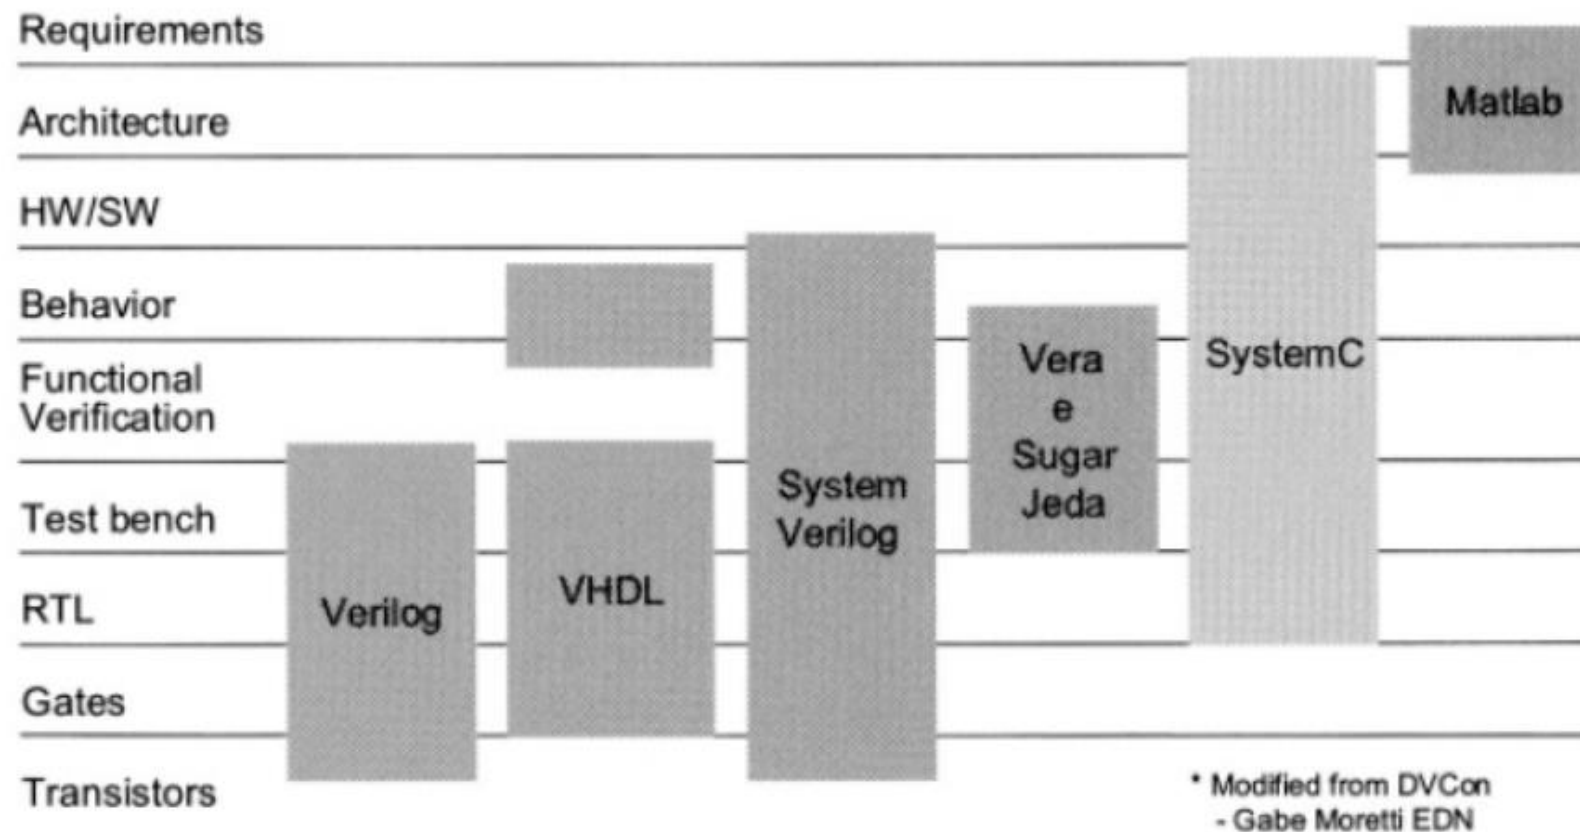 Requirements
Matlab
Architecture
HW/SW
Behavior
Functional
Verification
Test bench
RTL
Gates
Transistors
Verilog
VHDL
System
Verilog
Vera
e
Sugar
Jeda
SystemC
* Modified from DVCon
- Gabe Moretti EDN